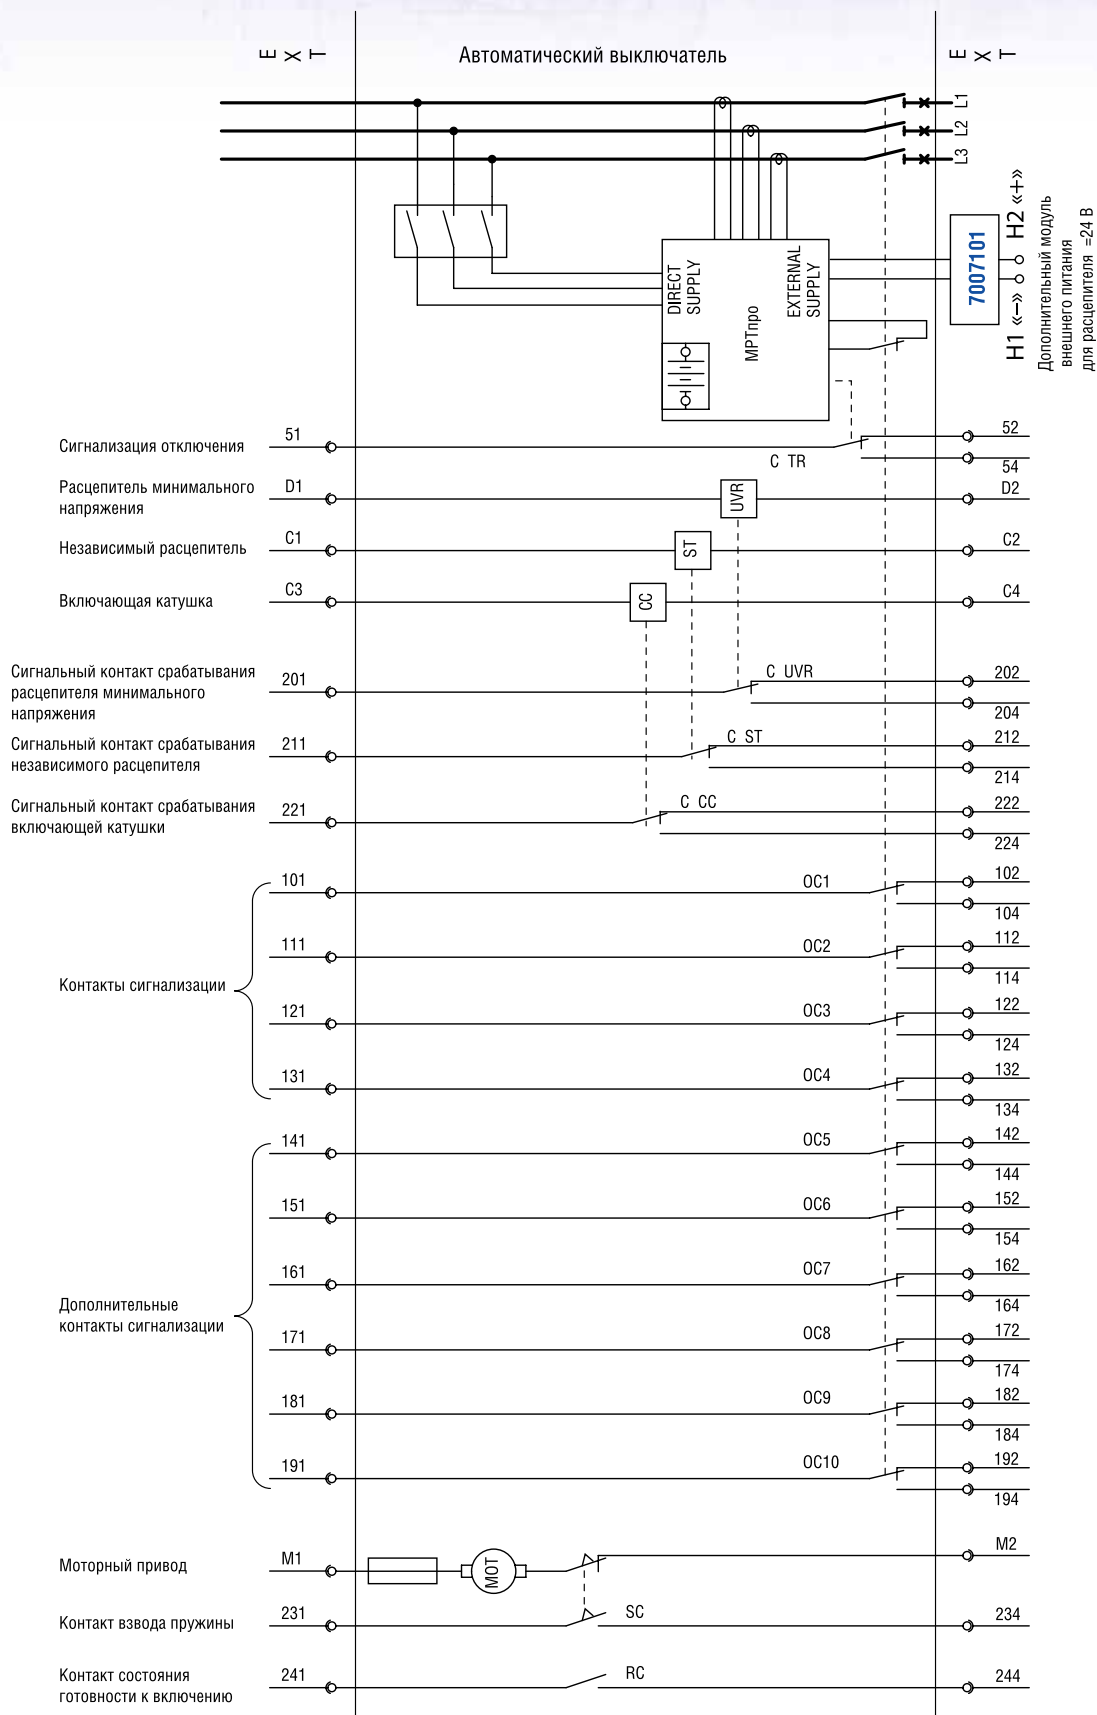 Е Х Т
Автоматический выключатель
Е Х Т
L1
L2
L3
DIRECT
SUPPLY
МРТпро
EXTERNAL
SUPPLY
7007101
H1 «–» H2 «+»
Дополнительный модуль
внешнего питания
для расцепителя =24 В
Сигнализация отключения
51
C TR
52
54
Расцепитель минимального
напряжения
D1
UVR
D2
Независимый расцепитель
C1
ST
C2
Включающая катушка
C3
CC
C4
Сигнальный контакт срабатывания
расцепителя минимального
напряжения
201
C UVR
202
204
Сигнальный контакт срабатывания
независимого расцепителя
211
C ST
212
214
Сигнальный контакт срабатывания
включающей катушки
221
C CC
222
224
Контакты сигнализации
101
OC1
102
104
111
OC2
112
114
121
OC3
122
124
131
OC4
132
134
Дополнительные
контакты сигнализации
141
OC5
142
144
151
OC6
152
154
161
OC7
162
164
171
OC8
172
174
181
OC9
182
184
191
OC10
192
194
Моторный привод
M1
МОТ
M2
Контакт взвода пружины
231
SC
234
Контакт состояния
готовности к включению
241
RC
244